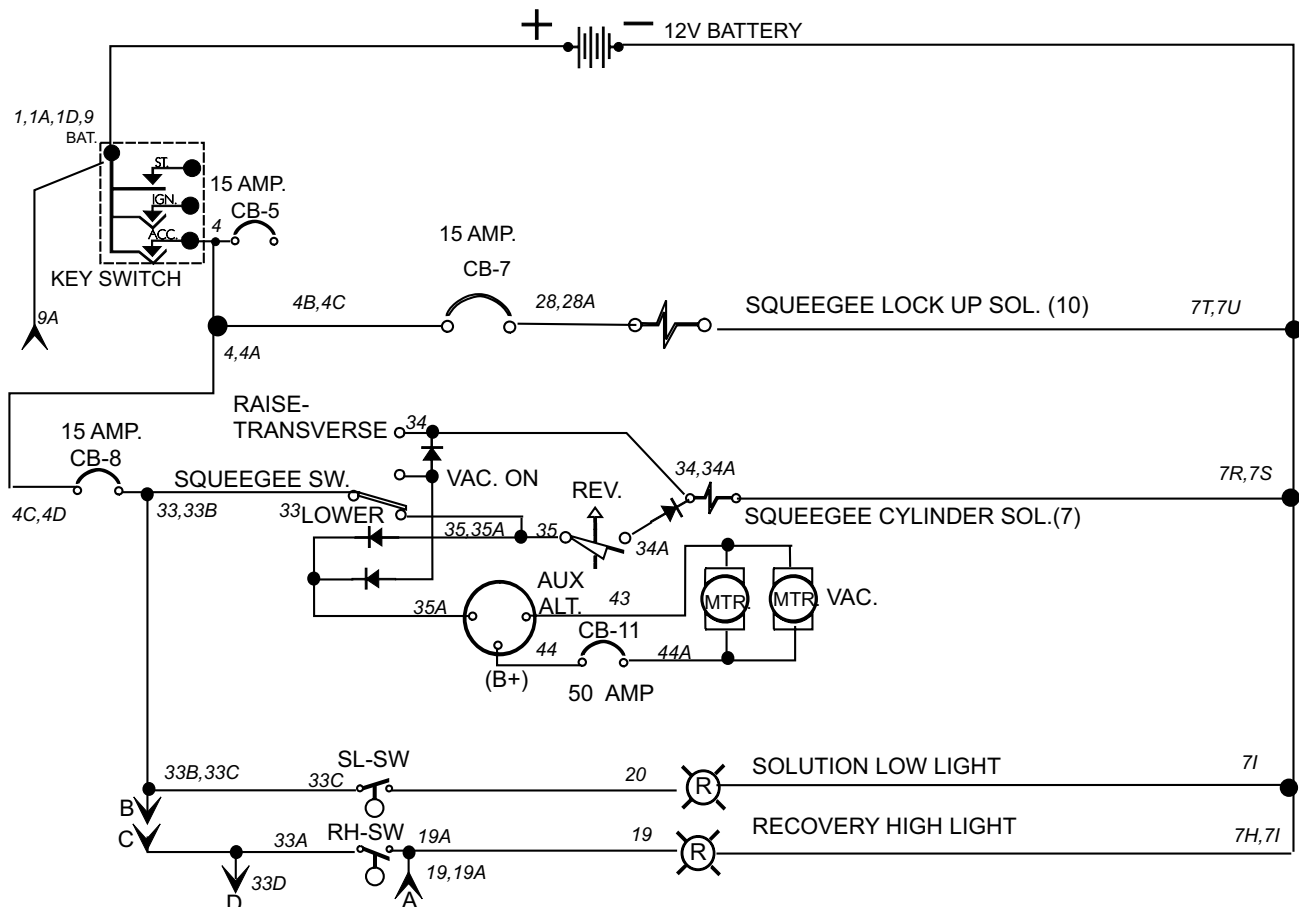 + − 12V BATTERY
1,1A,1D,9
BAT.
ST.
15 AMP.
IGN.
CB-5
ACC.
4
KEY SWITCH
9A
15 AMP.
CB-7
4B,4C
28,28A
SQUEEGEE LOCK UP SOL. (10)
7T,7U
4,4A
RAISE-
TRANSVERSE
34
15 AMP.
CB-8
SQUEEGEE SW.
VAC. ON
34,34A
7R,7S
REV.
4C,4D
33,33B
33
LOWER
35,35A
35
34A
SQUEEGEE CYLINDER SOL.(7)
AUX
ALT.
35A
43
MTR.
MTR.
VAC.
CB-11
44
44A
(B+)
50 AMP
SL-SW
33B,33C
33C
20
R
SOLUTION LOW LIGHT
7I
B
C
RH-SW
33A
19A
19
R
RECOVERY HIGH LIGHT
7H,7I
33D
19,19A
D
A